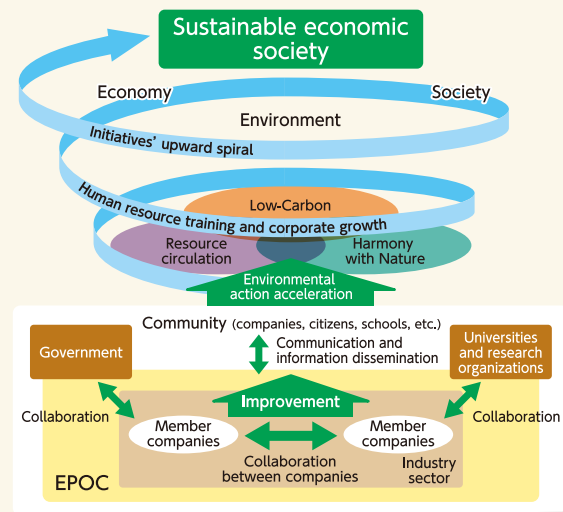 Sustainable economic
society
Economy
Society
Environment
Initiatives' upward spiral
Low-Carbon
Human resource training and corporate growth
Resource
circulation
Harmony
with Nature
Environmental
action acceleration
Community (companies, citizens, schools, etc.)
Government
Communication and
information dissemination
Universities
and research
organizations
Improvement
Collaboration
Collaboration
Member
companies
Member
companies
Collaboration
between companies
Industry
sector
EPOC